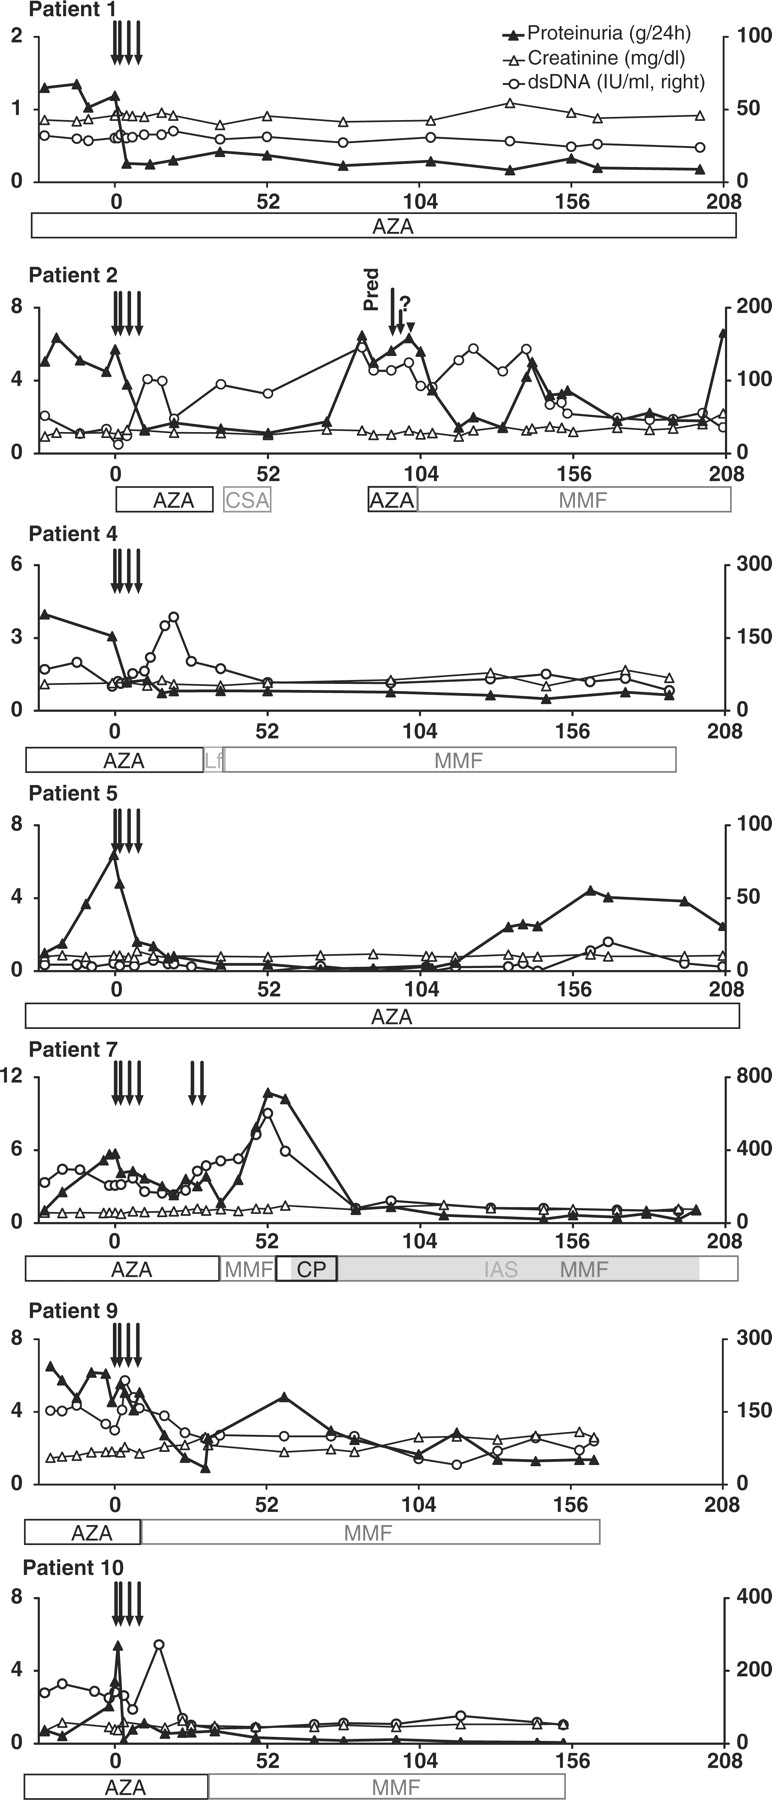 Patient 1
2
100
Proteinuria (g/24h)
Creatinine (mg/dl)
dsDNA (IU/ml, right)
1
50
0
0
0 52 104 156 208
AZA
Patient 2
Pred
?
8
200
4
100
0
0
0 52 104 156 208
AZA CSA AZA MMF
Patient 4
6
300
3
150
0
0
0 52 104 156 208
AZA Lf MMF
Patient 5
8
100
4
50
0
0
0 52 104 156 208
AZA
Patient 7
12
800
6
400
0
0
0 52 104 156 208
AZA MMF CP IAS MMF
Patient 9
8
300
4
150
0
0
0 52 104 156 208
AZA MMF
Patient 10
8
400
4
200
0
0
0 52 104 156 208
AZA MMF